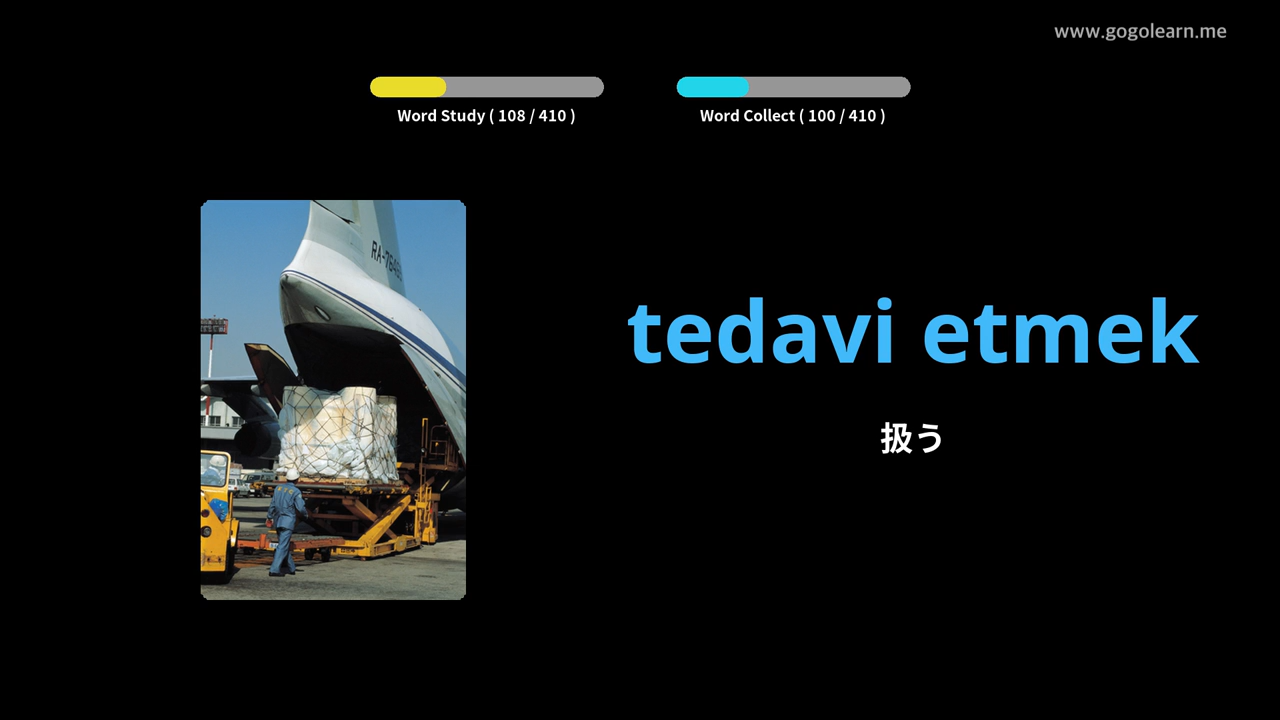 www.gogolearn.me
Word Study ( 108 / 410 )
Word Collect ( 100 / 410 )
tedavi etmek
扱う